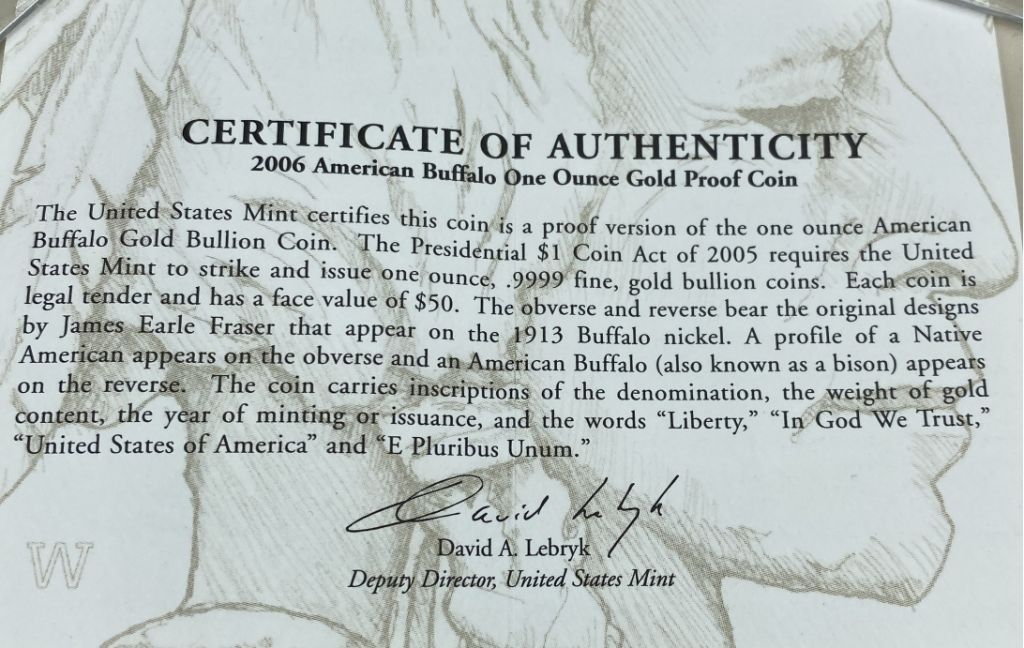 CERTIFICATE OF AUTHENTICITY
2006 American Buffalo One Ounce Gold Proof Coin
The United States Mint certifies this coin is a proof version of the one ounce American
Buffalo Gold Bullion Coin. The Presidential $1 Coin Act of 2005 requires the United
States Mint to strike and issue one ounce, .9999 fine, gold bullion coins. Each coin is
legal tender and has a face value of $50. The obverse and reverse bear the original designs
by James Earle Fraser that appear on the 1913 Buffalo nickel. A profile of a Native
American appears on the obverse and an American Buffalo (also known as a bison) appears
on the reverse. The coin carries inscriptions of the denomination, the weight of gold
content, the year of minting or issuance, and the words “Liberty,” “In God We Trust,”
“United States of America” and “E Pluribus Unum.”
David Lebryk
David A. Lebryk
W
Deputy Director, United States Mint